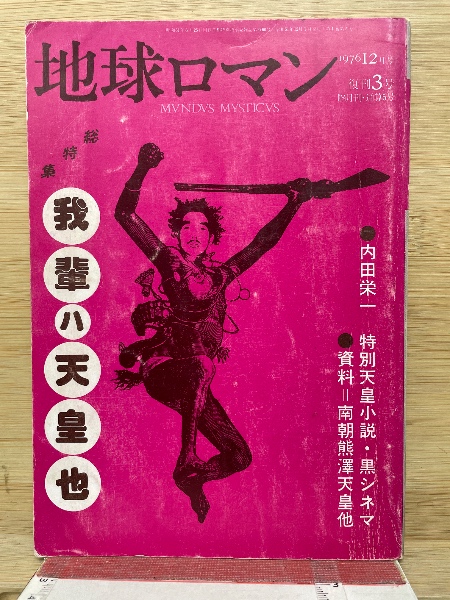 地球ロマン
MVNDVS MYSTICVS
1976 12月号
復刊3号
総特集
我輩ハ天皇也
●内田栄一
特別天皇小説・黒シネマ
●資料＝南朝熊澤天皇他